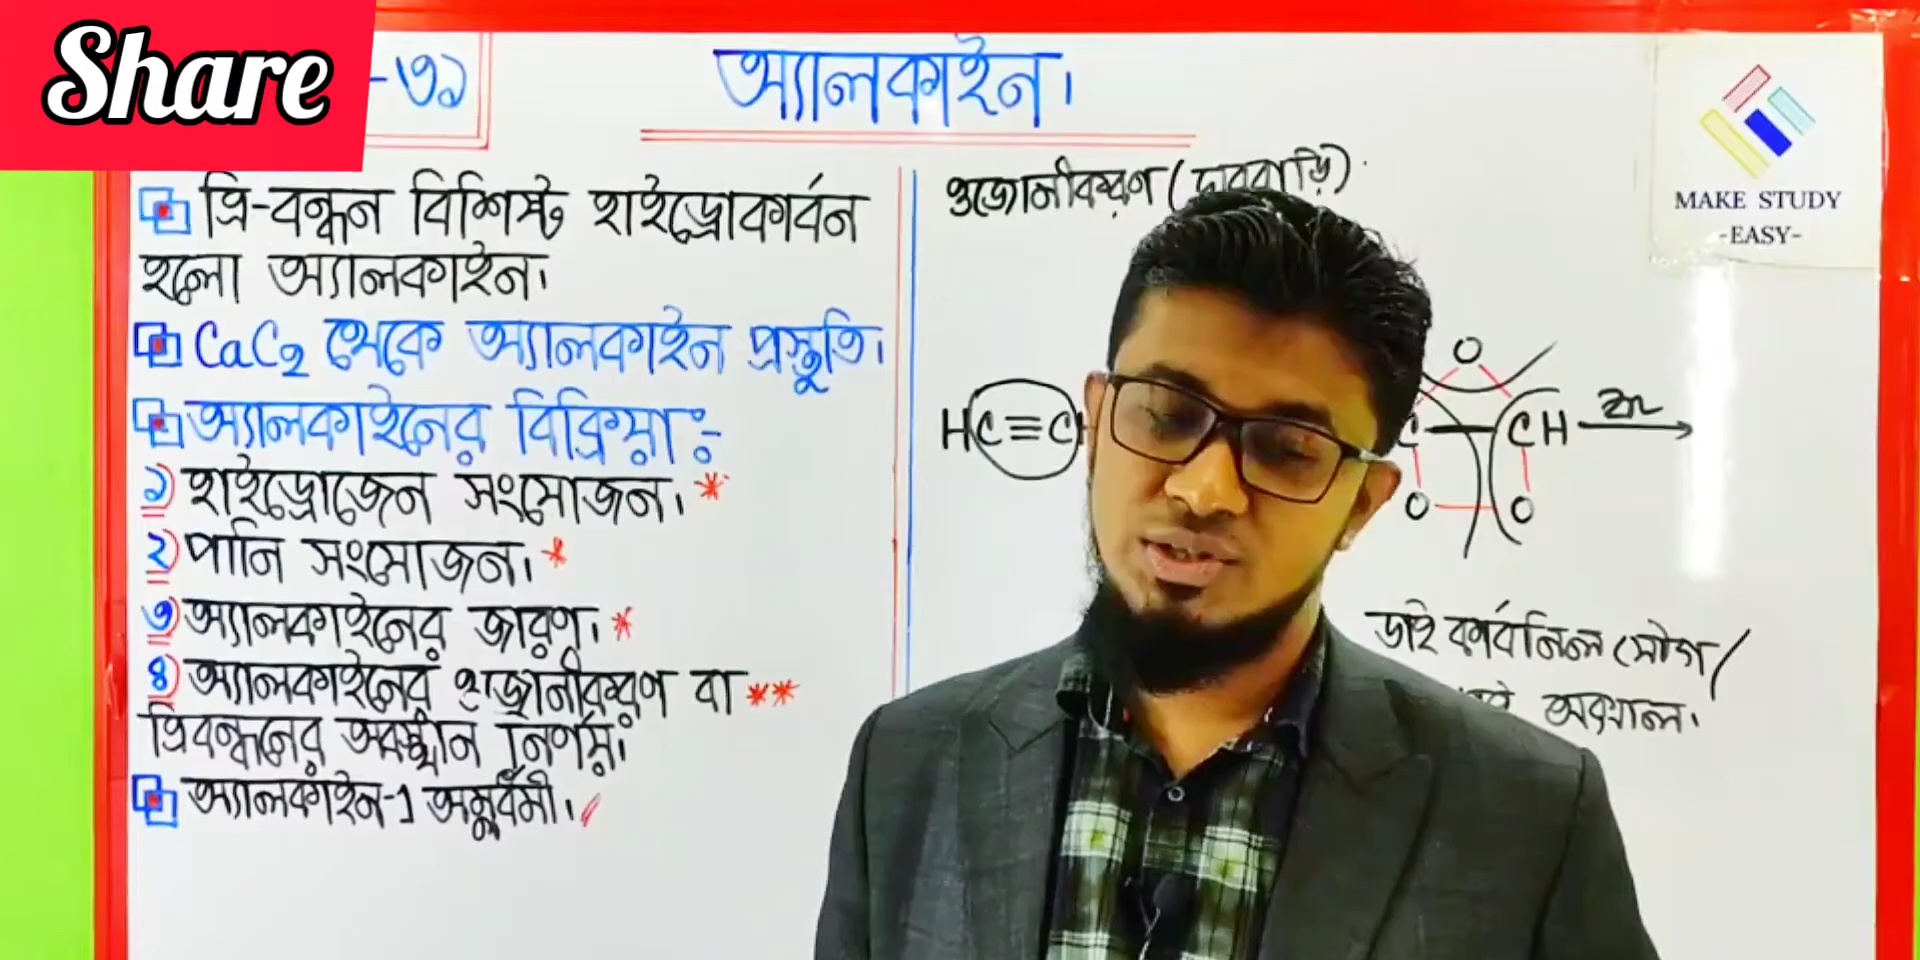 Share
-৩১
অ্যালকাইন।
MAKE STUDY
-EASY-
ত্রি-বন্ধন বিশিষ্ট হাইড্রোকার্বন
হলো অ্যালকাইন।
CaC₂ থেকে অ্যালকাইন প্রস্তুতি।
অ্যালকাইনের বিক্রিয়া:-
১) হাইড্রোজেন সংযোজন। *
২) পানি সংযোজন। *
৩) অ্যালকাইনের জারণ। *
৪) অ্যালকাইনের ওজোনীকরণ বা **
ত্রিবন্ধনের অবস্থান নির্ণয়।
অ্যালকাইন-1 অম্লধর্মী।
ওজোনীকরণ (
O
HC≡C
C—CH Zn →
O—O
ডাই কার্বনিল যৌগ/